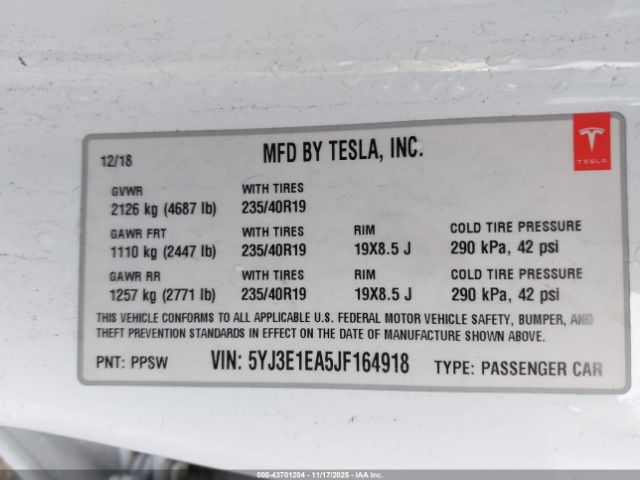 12/18 MFD BY TESLA, INC.
TESLA
GVWR WITH TIRES
2126 kg (4687 lb) 235/40R19
GAWR FRT WITH TIRES RIM COLD TIRE PRESSURE
1110 kg (2447 lb) 235/40R19 19X8.5 J 290 kPa, 42 psi
GAWR RR WITH TIRES RIM COLD TIRE PRESSURE
1257 kg (2771 lb) 235/40R19 19X8.5 J 290 kPa, 42 psi
THIS VEHICLE CONFORMS TO ALL APPLICABLE U.S. FEDERAL MOTOR VEHICLE SAFETY, BUMPER, AND
THEFT PREVENTION STANDARDS IN EFFECT ON THE DATE OF MANUFACTURE SHOWN ABOVE.
PNT: PPSW VIN: 5YJ3E1EA5JF164918 TYPE: PASSENGER CAR
000-43701204 - 11/17/2025 - IAAI.COM